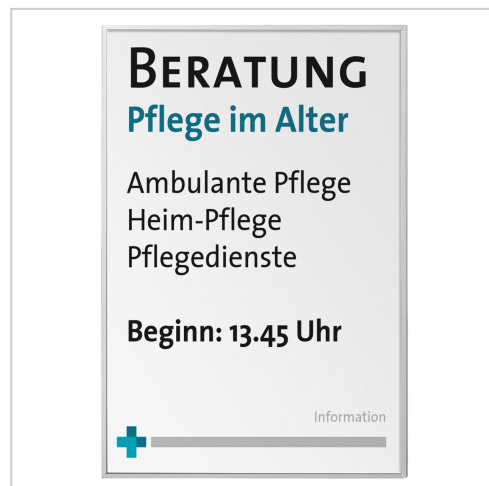 BERATUNG
Pflege im Alter
Ambulante Pflege
Heim-Pflege
Pflegedienste
Beginn: 13.45 Uhr
Information